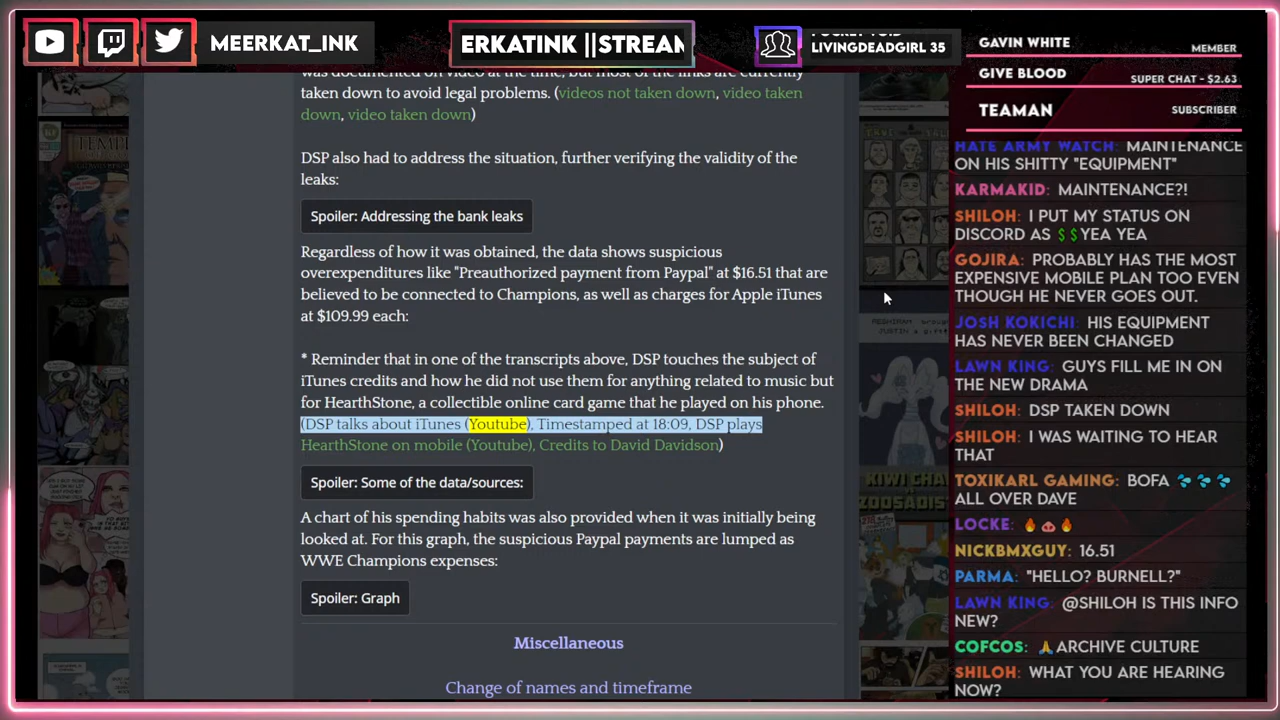 MEERKAT_INK
ERKATINK ||STREAN
LIVINGDEADGIRL 35
GAVIN WHITE MEMBER
GIVE BLOOD SUPER CHAT - $2.63
TEAMAN SUBSCRIBER
was documented on video at the time, but most of the links are currently
taken down to avoid legal problems. (videos not taken down, video taken
down, video taken down)
DSP also had to address the situation, further verifying the validity of the
leaks:
Spoiler: Addressing the bank leaks
Regardless of how it was obtained, the data shows suspicious
overexpenditures like "Preauthorized payment from Paypal" at $16.51 that are
believed to be connected to Champions, as well as charges for Apple iTunes
at $109.99 each:
* Reminder that in one of the transcripts above, DSP touches the subject of
iTunes credits and how he did not use them for anything related to music but
for HearthStone, a collectible online card game that he played on his phone.
(DSP talks about iTunes (Youtube), Timestamped at 18:09, DSP plays
HearthStone on mobile (Youtube), Credits to David Davidson)
Spoiler: Some of the data/sources:
A chart of his spending habits was also provided when it was initially being
looked at. For this graph, the suspicious Paypal payments are lumped as
WWE Champions expenses:
Spoiler: Graph
Miscellaneous
Change of names and timeframe
HATE ARMY WATCH: MAINTENANCE
ON HIS SHITTY "EQUIPMENT"
KARMAKID: MAINTENANCE?!
SHILOH: I PUT MY STATUS ON
DISCORD AS 💲💲YEA YEA
GOJIRA: PROBABLY HAS THE MOST
EXPENSIVE MOBILE PLAN TOO EVEN
THOUGH HE NEVER GOES OUT.
JOSH KOKICHI: HIS EQUIPMENT
HAS NEVER BEEN CHANGED
LAWN KING: GUYS FILL ME IN ON
THE NEW DRAMA
SHILOH: DSP TAKEN DOWN
SHILOH: I WAS WAITING TO HEAR
THAT
TOXIKARL GAMING: BOFA 💦💦💦
ALL OVER DAVE
LOCKE: 🔥🐽🔥
NICKBMXGUY: 16.51
PARMA: "HELLO? BURNELL?"
LAWN KING: @SHILOH IS THIS INFO
NEW?
COFCOS: 🙏ARCHIVE CULTURE
SHILOH: WHAT YOU ARE HEARING
NOW?